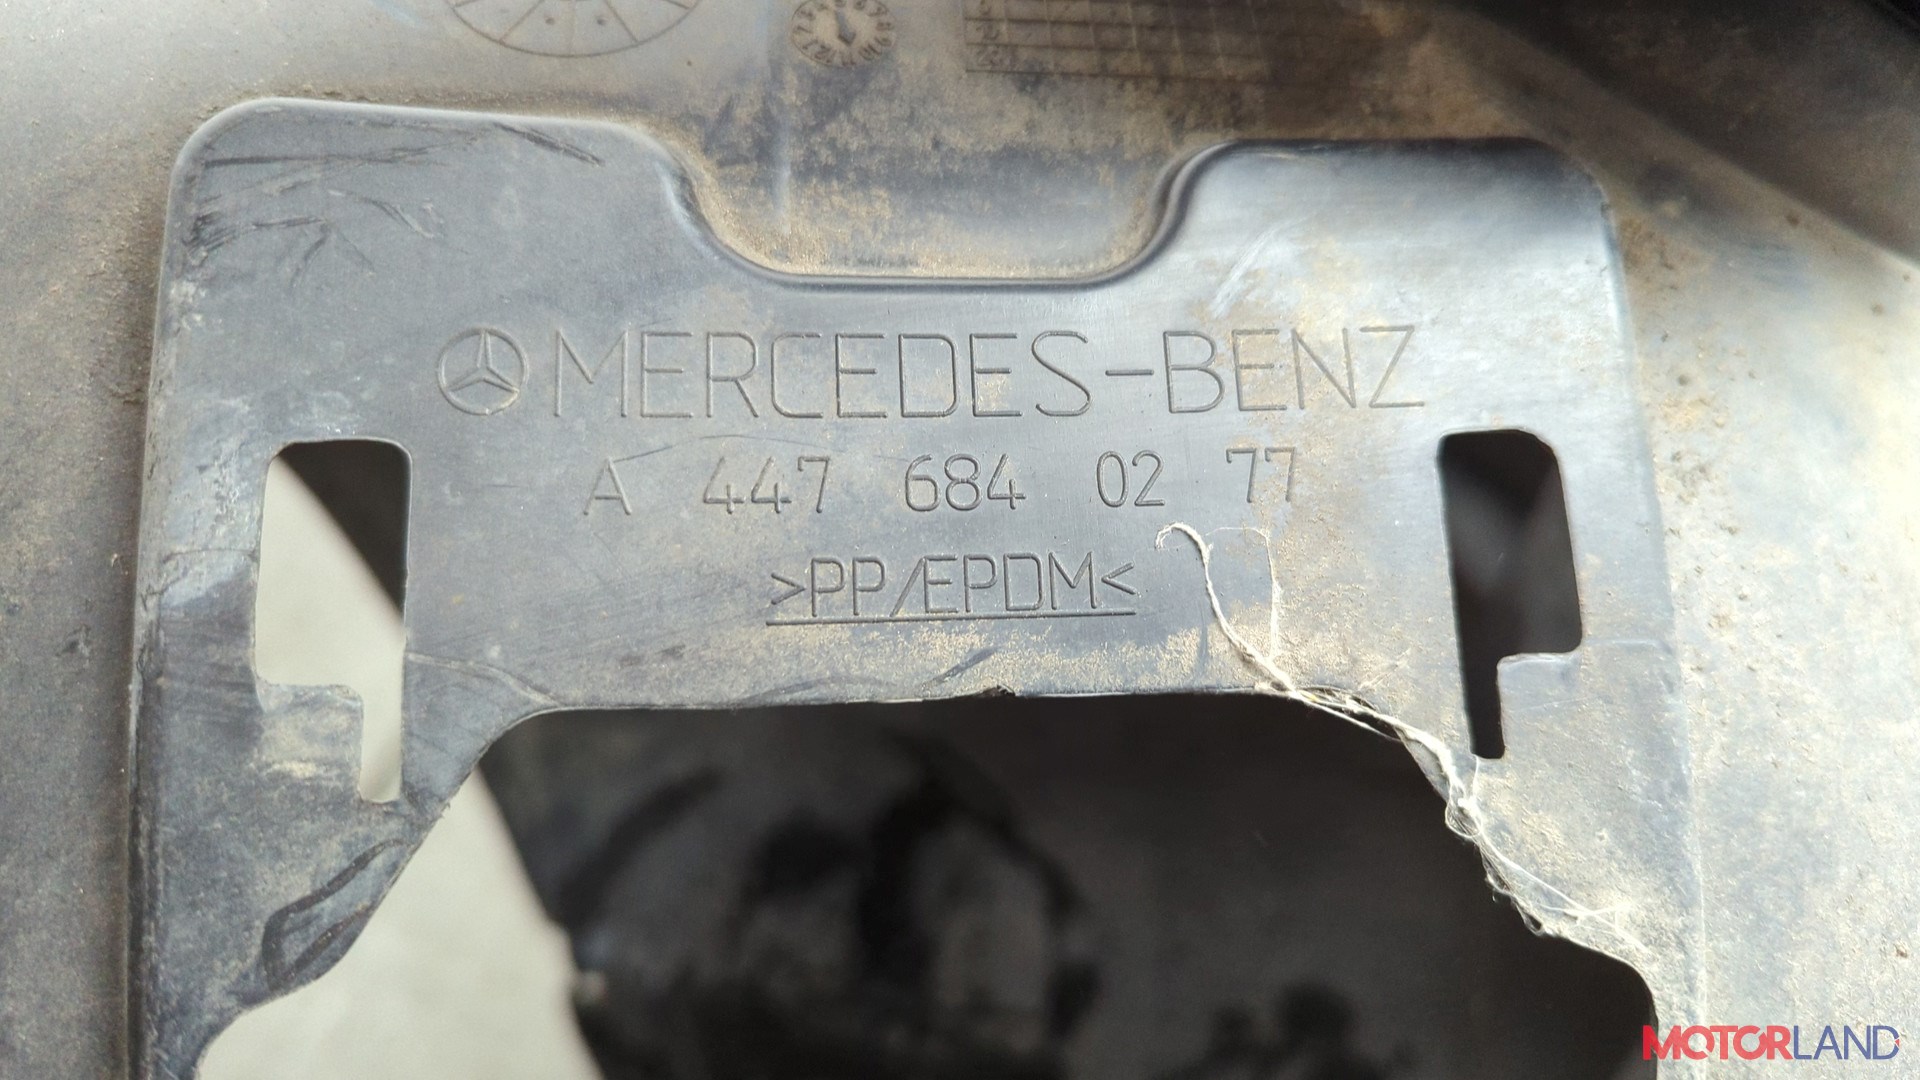 MERCEDES-BENZ
A 447 684 02 77
>PP/EPDM<
MOTORLAND